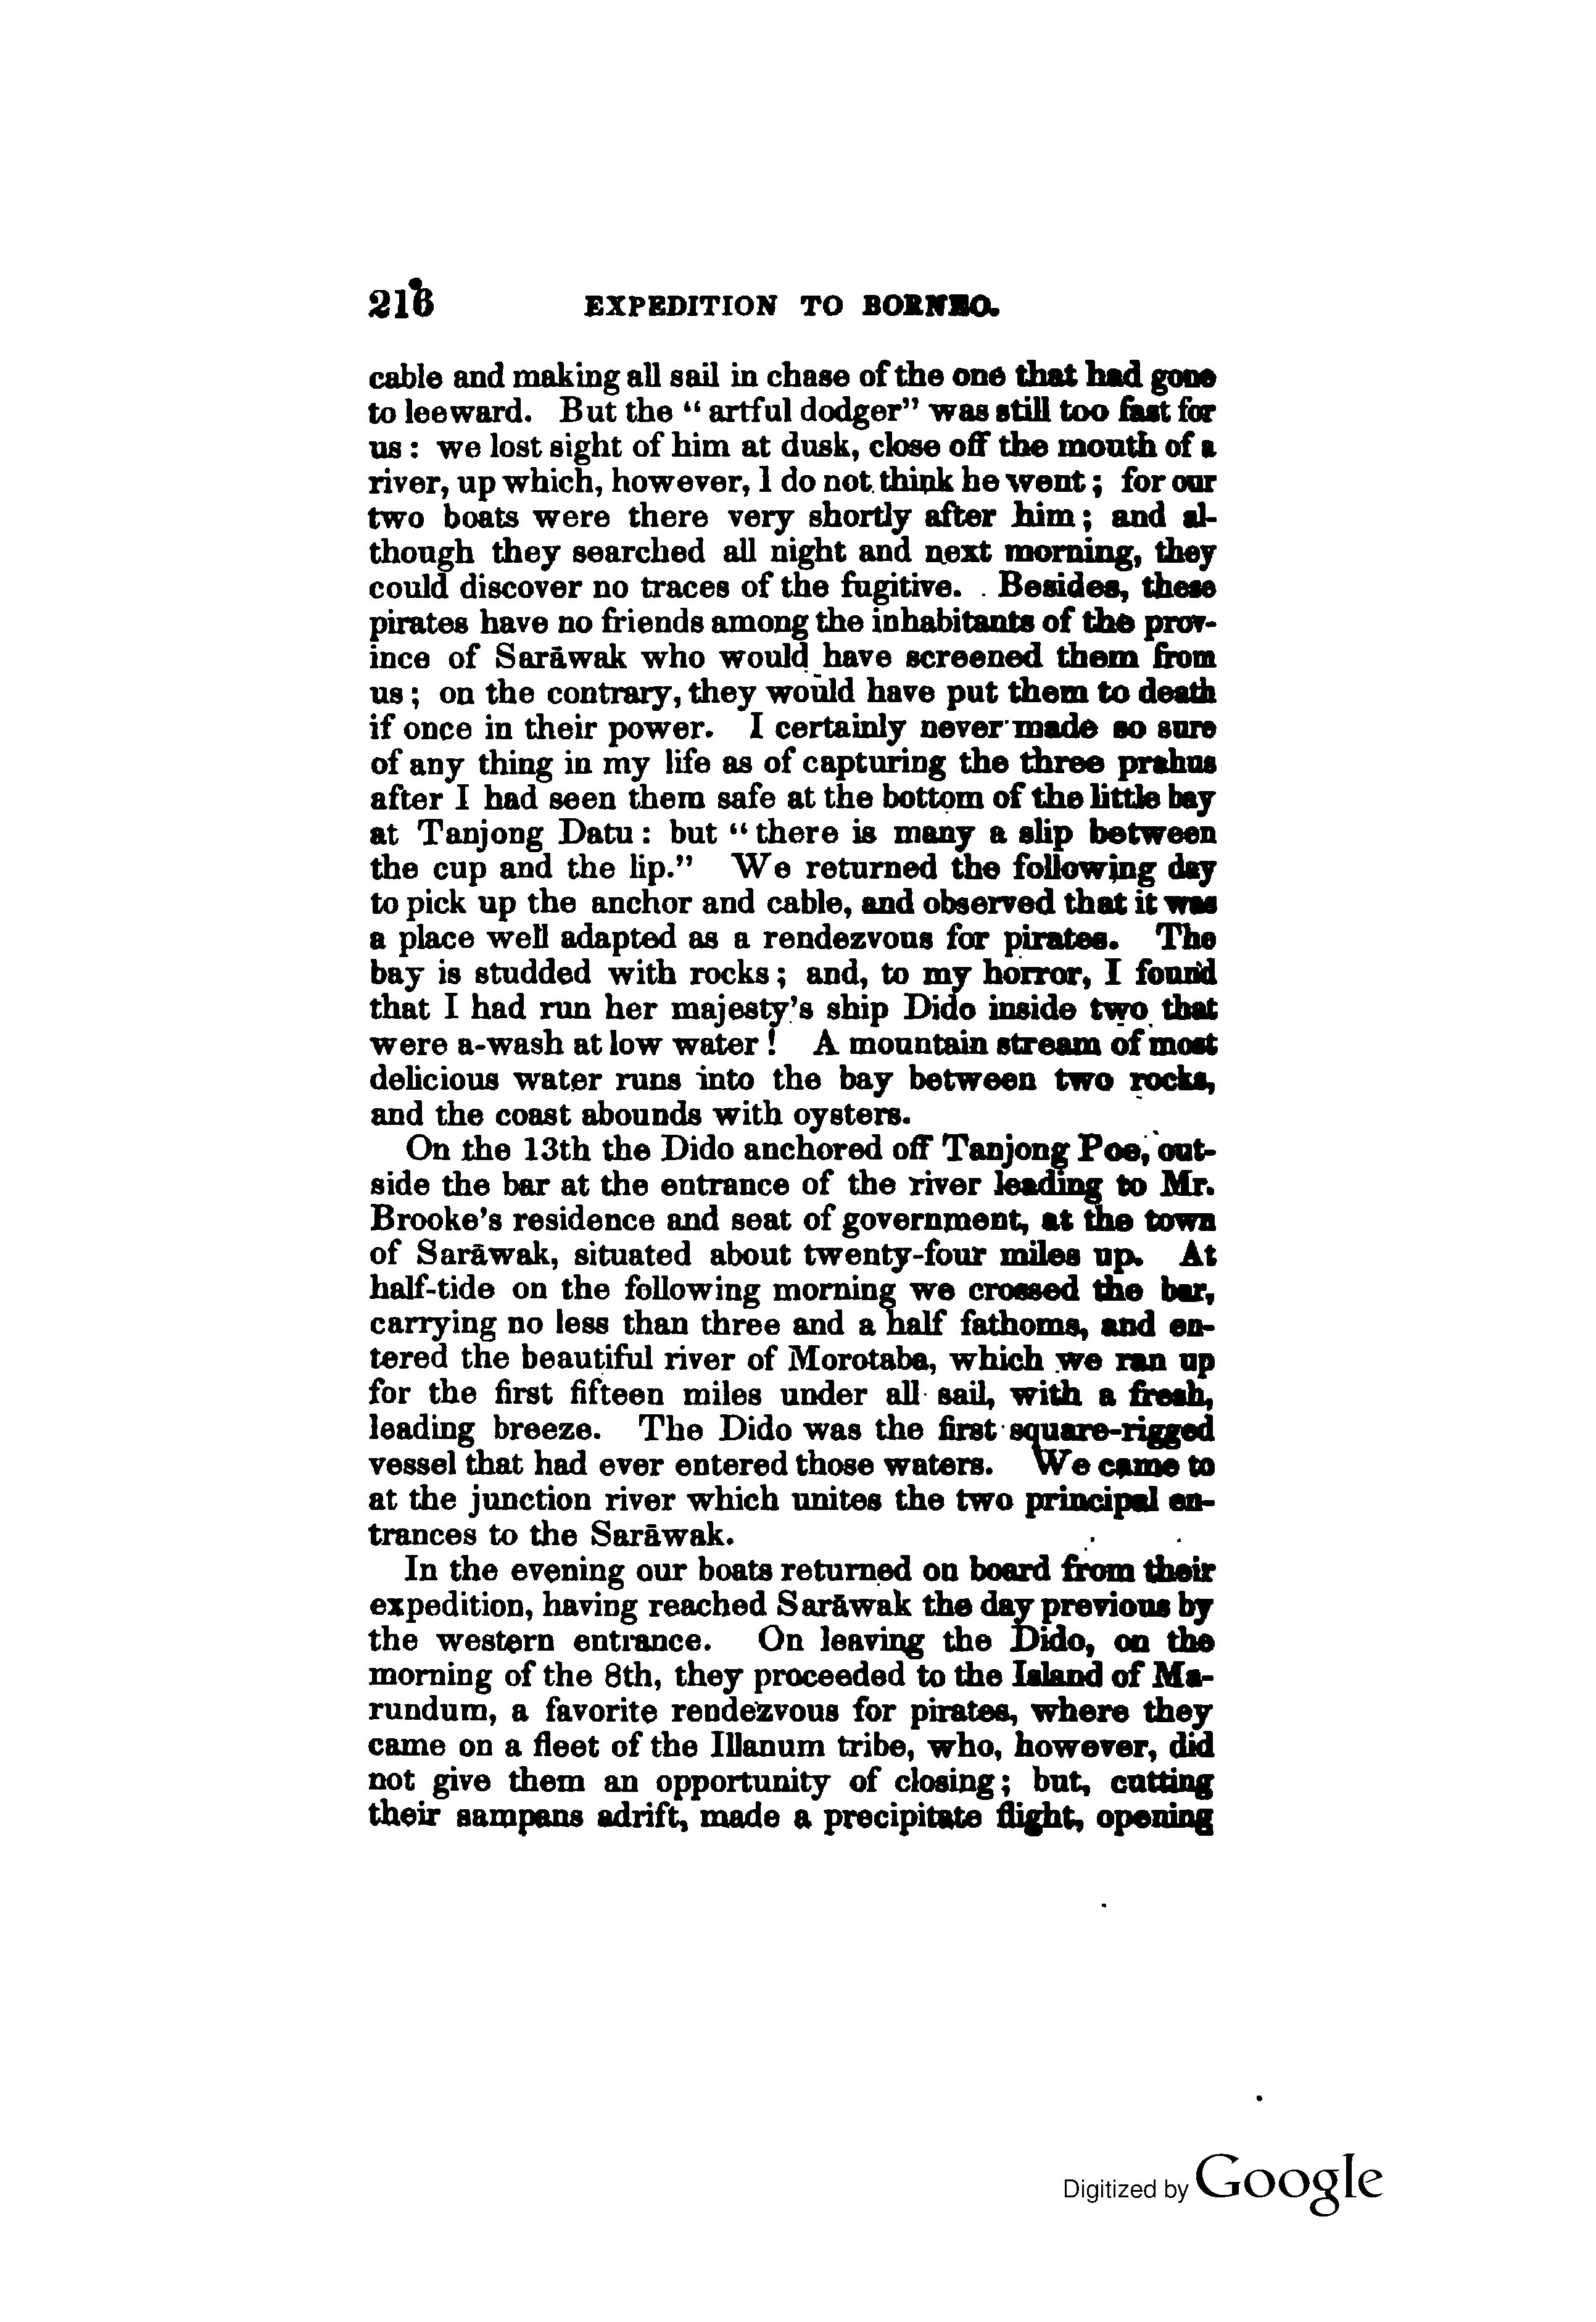 216 EXPEDITION TO BORNEO.
cable and making all sail in chase of the one that had gone
to leeward. But the “artful dodger” was still too fast for
us: we lost sight of him at dusk, close off the mouth of a
river, up which, however, I do not think he went; for our
two boats were there very shortly after him; and al-
though they searched all night and next morning, they
could discover no traces of the fugitive. Besides, these
pirates have no friends among the inhabitants of the prov-
ince of Sarāwak who would have screened them from
us; on the contrary, they would have put them to death
if once in their power. I certainly never made so sure
of any thing in my life as of capturing the three prahus
after I had seen them safe at the bottom of the little bay
at Tanjong Datu: but “there is many a slip between
the cup and the lip.” We returned the following day
to pick up the anchor and cable, and observed that it was
a place well adapted as a rendezvous for pirates. The
bay is studded with rocks; and, to my horror, I found
that I had run her majesty's ship Dido inside two that
were a-wash at low water! A mountain stream of most
delicious water runs into the bay between two rocks,
and the coast abounds with oysters.
On the 13th the Dido anchored off Tanjong Poe, out-
side the bar at the entrance of the river leading to Mr.
Brooke's residence and seat of government, at the town
of Sarāwak, situated about twenty-four miles up. At
half-tide on the following morning we crossed the bar,
carrying no less than three and a half fathoms, and en-
tered the beautiful river of Morotaba, which we ran up
for the first fifteen miles under all sail, with a fresh,
leading breeze. The Dido was the first square-rigged
vessel that had ever entered those waters. We came to
at the junction river which unites the two principal en-
trances to the Sarāwak.
In the evening our boats returned on board from their
expedition, having reached Sarāwak the day previous by
the western entrance. On leaving the Dido, on the
morning of the 8th, they proceeded to the Island of Ma-
rundum, a favorite rendezvous for pirates, where they
came on a fleet of the Illanum tribe, who, however, did
not give them an opportunity of closing; but, cutting
their sampans adrift, made a precipitate flight, opening
Digitized by Google